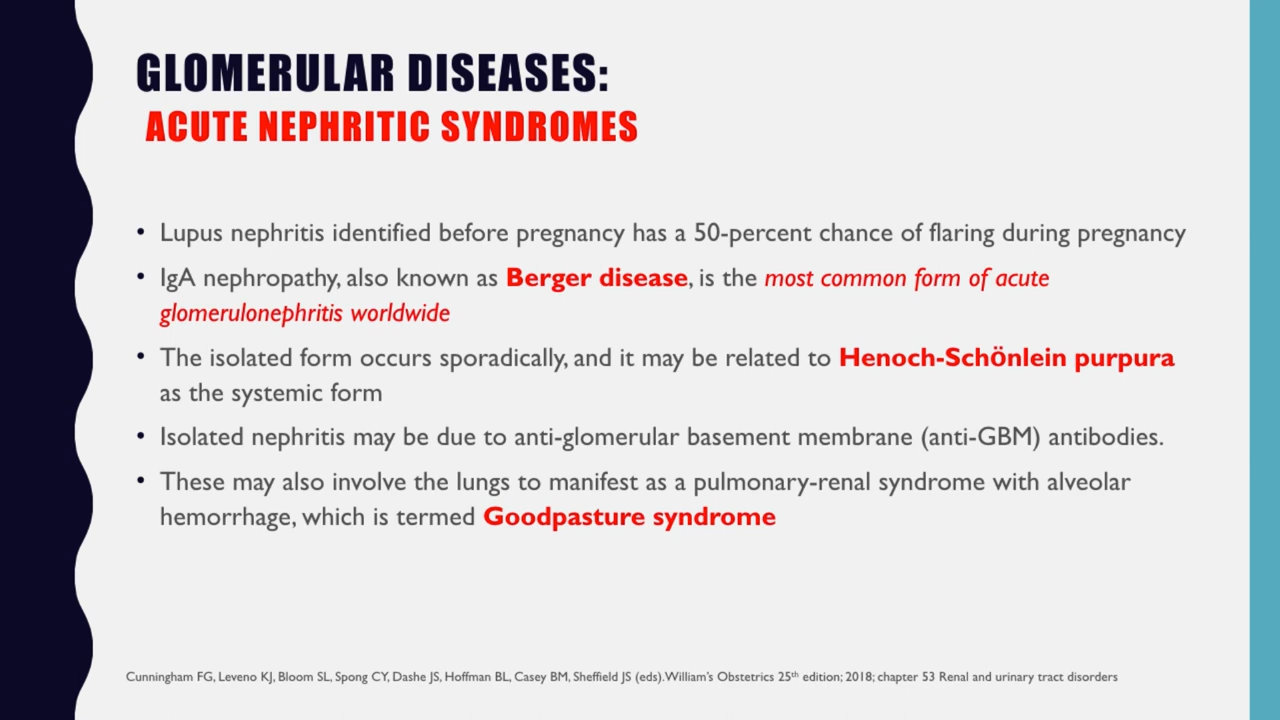 GLOMERULAR DISEASES:
ACUTE NEPHRITIC SYNDROMES
• Lupus nephritis identified before pregnancy has a 50-percent chance of flaring during pregnancy
• IgA nephropathy, also known as Berger disease, is the most common form of acute
glomerulonephritis worldwide
• The isolated form occurs sporadically, and it may be related to Henoch-Schönlein purpura
as the systemic form
• Isolated nephritis may be due to anti-glomerular basement membrane (anti-GBM) antibodies.
• These may also involve the lungs to manifest as a pulmonary-renal syndrome with alveolar
hemorrhage, which is termed Goodpasture syndrome
Cunningham FG, Leveno KJ, Bloom SL, Spong CY, Dashe JS, Hoffman BL, Casey BM, Sheffield JS (eds).William's Obstetrics 25th edition; 2018; chapter 53 Renal and urinary tract disorders